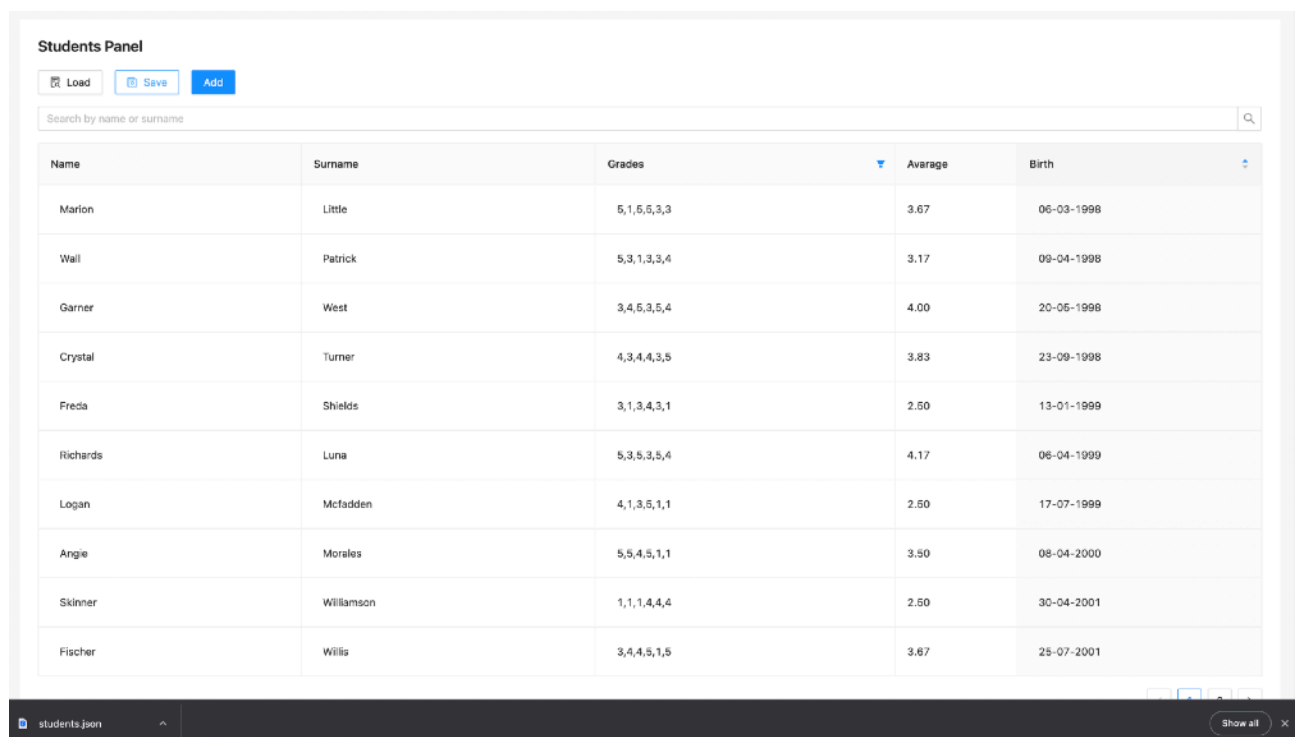 Students Panel
Load Save Add
Search by name or surname
Name Surname Grades Avarage Birth
Marion Little 5,1,5,5,3,3 3.67 06-03-1998
Wall Patrick 5,3,1,3,3,4 3.17 09-04-1998
Garner West 3,4,5,3,5,4 4.00 20-05-1998
Crystal Turner 4,3,4,4,3,5 3.83 23-09-1998
Freda Shields 3,1,3,4,3,1 2.50 13-01-1999
Richards Luna 5,3,5,3,5,4 4.17 06-04-1999
Logan Mcfadden 4,1,3,5,1,1 2.50 17-07-1999
Angie Morales 5,5,4,5,1,1 3.50 08-04-2000
Skinner Williamson 1,1,1,4,4,4 2.50 30-04-2001
Fischer Willis 3,4,4,5,1,5 3.67 25-07-2001
students.json Show all